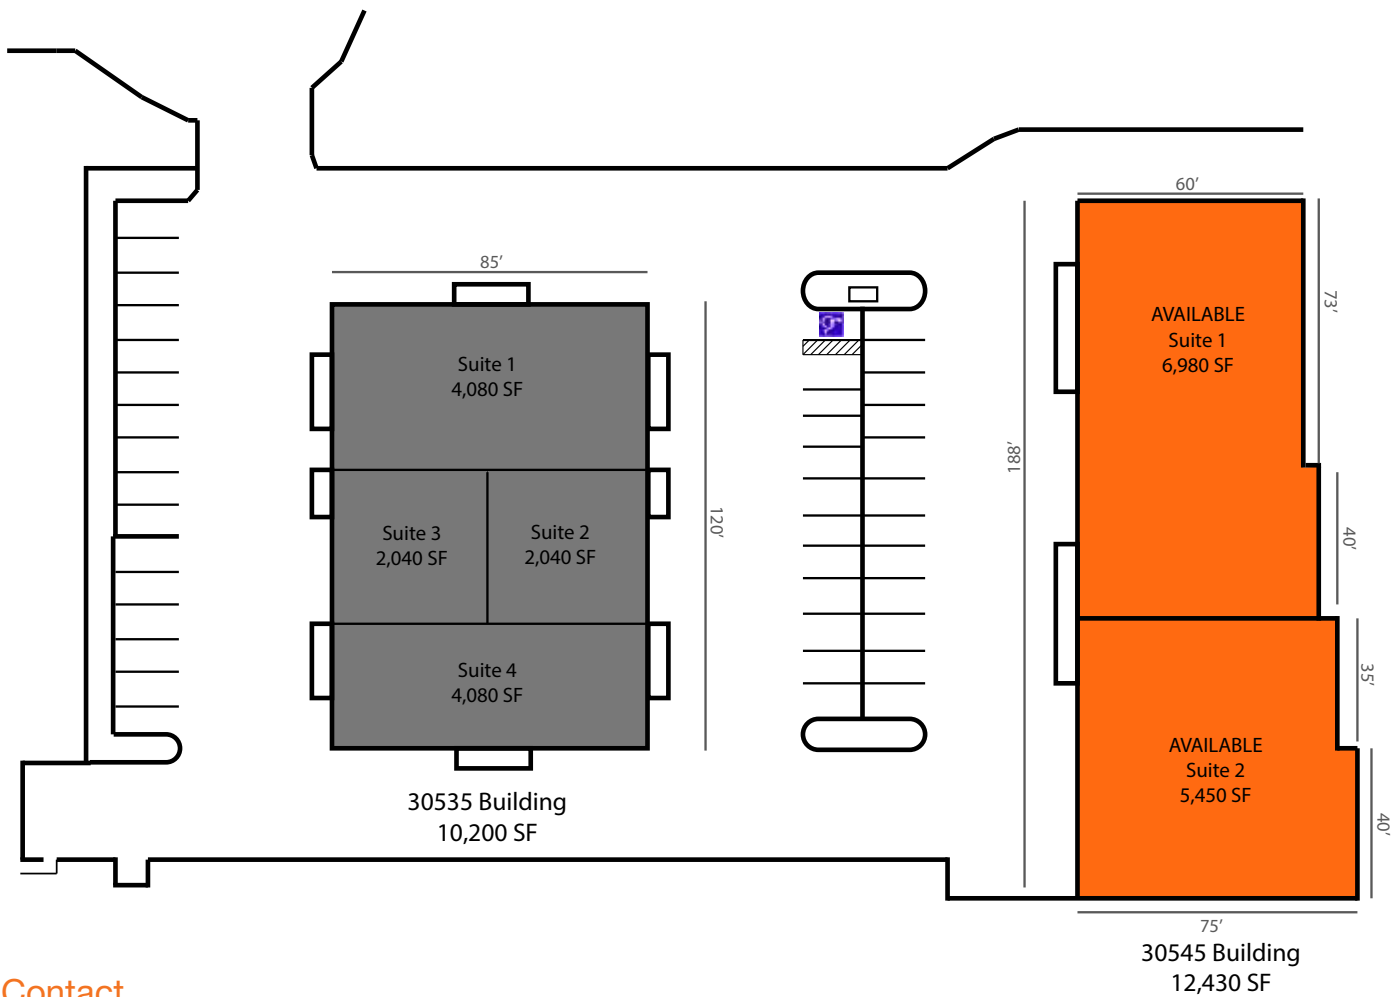 60’
73’
85’
AVAILABLE
Suite 1
6,980 SF
Suite 1
4,080 SF
188’
120’
40’
Suite 3
2,040 SF
Suite 2
2,040 SF
35’
Suite 4
4,080 SF
AVAILABLE
Suite 2
5,450 SF
40’
30535 Building
10,200 SF
75’
30545 Building
12,430 SF
Contact